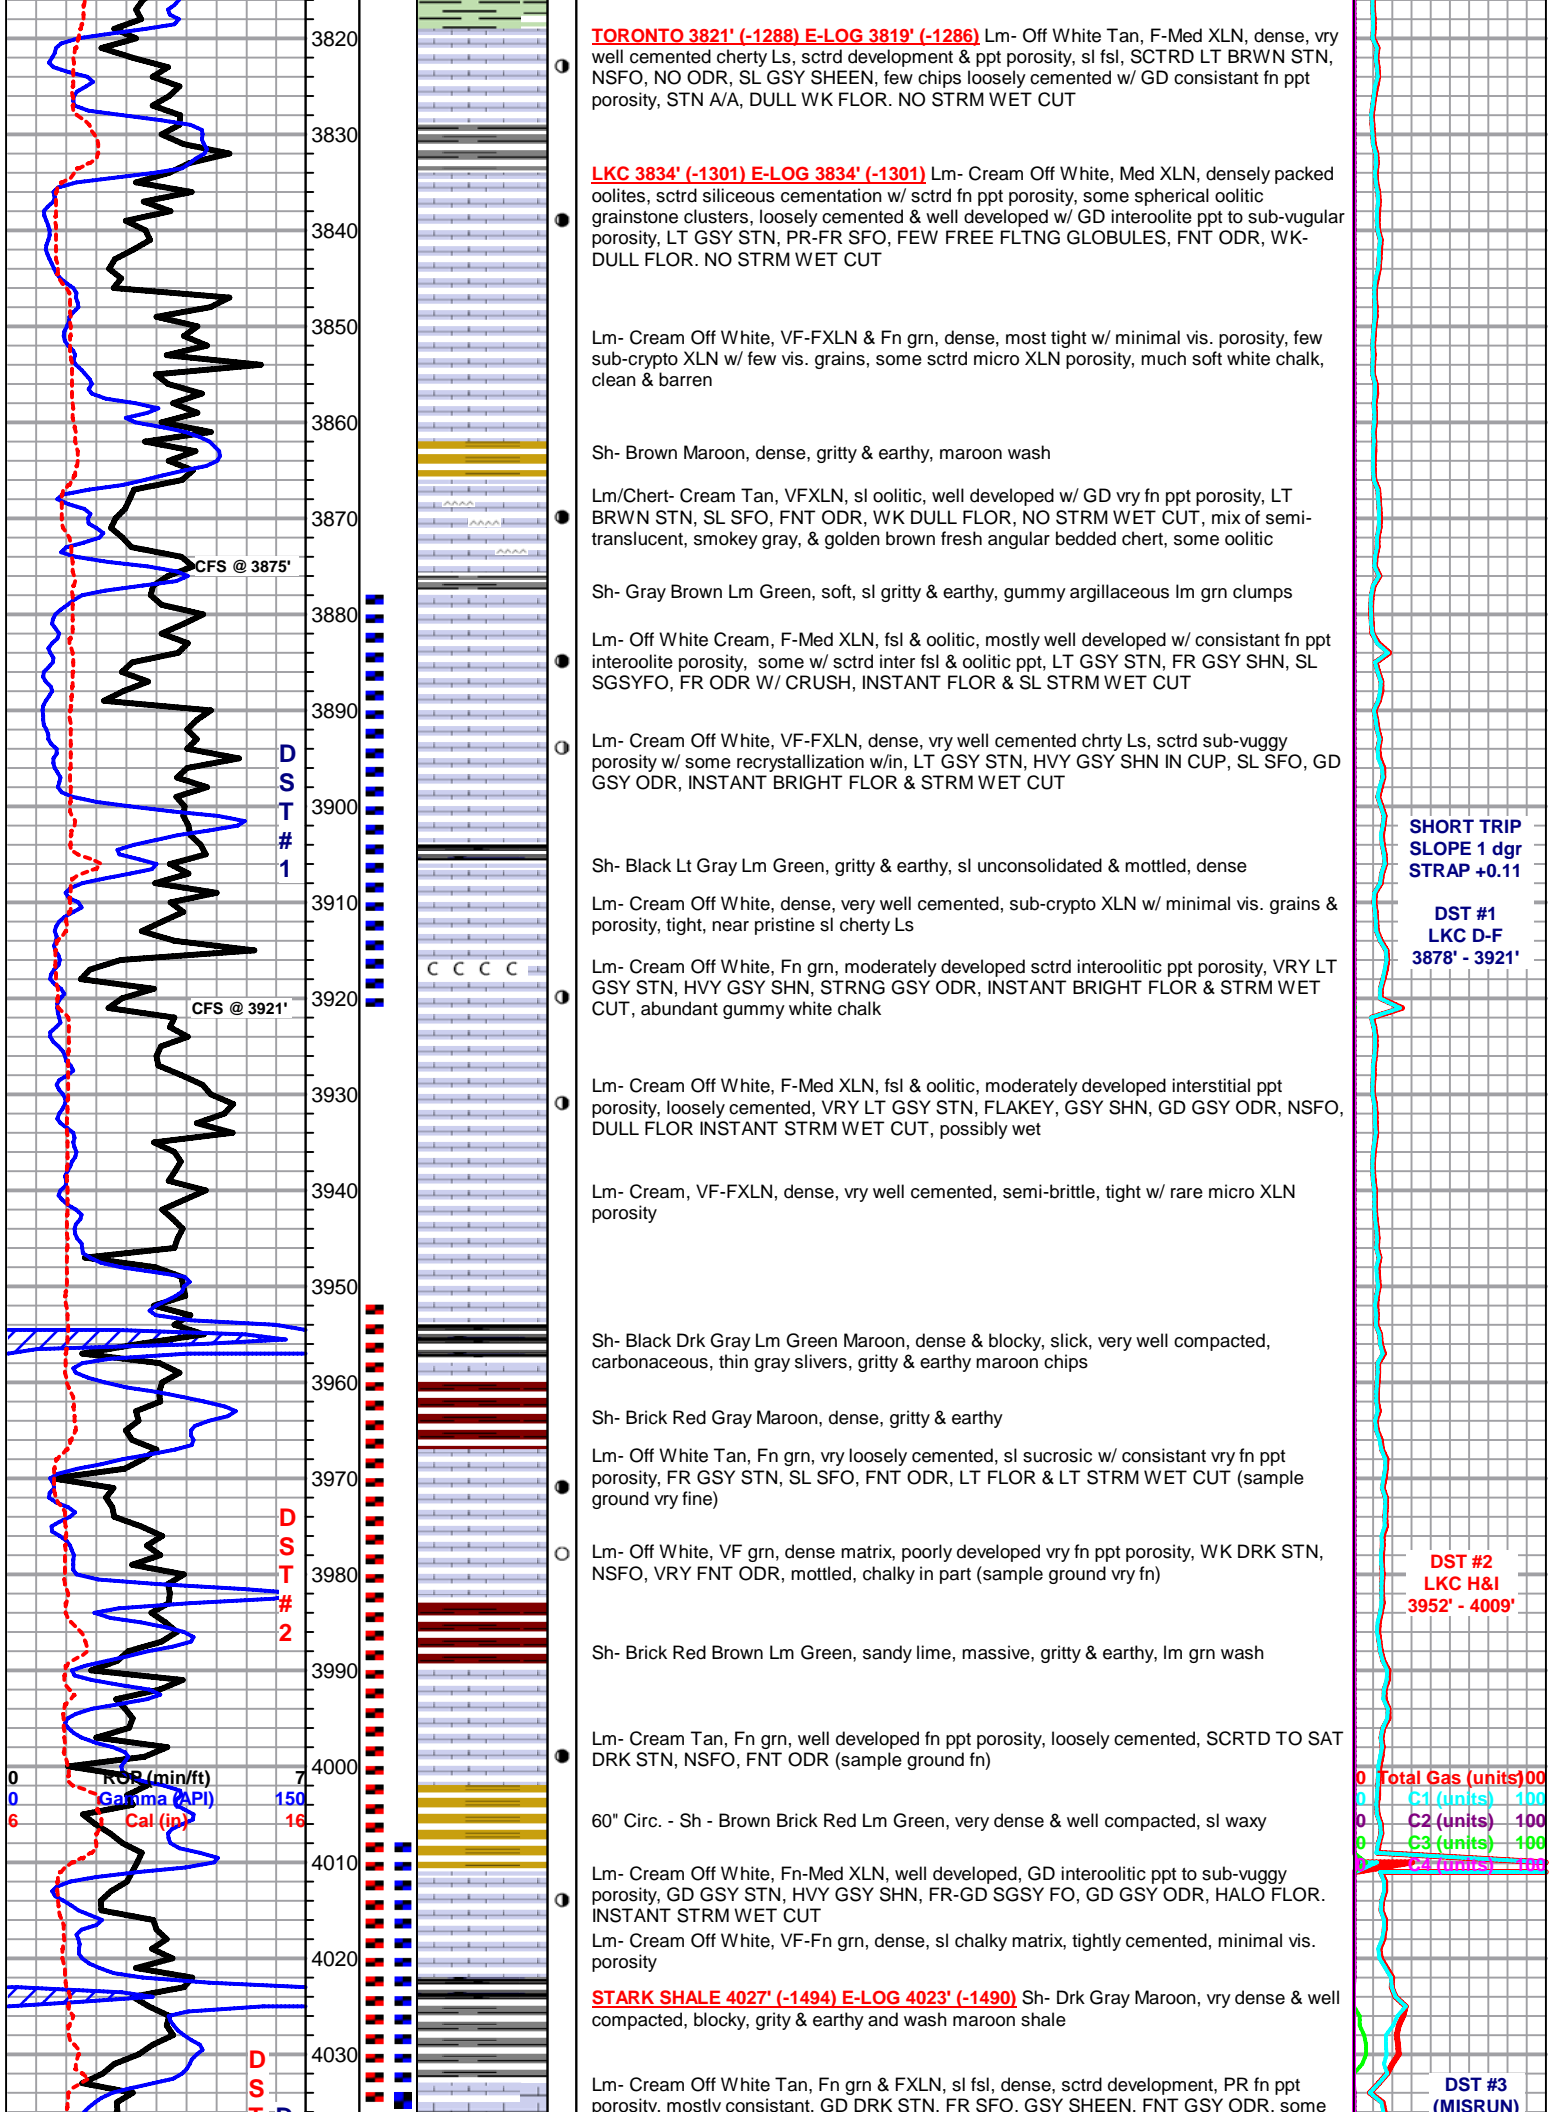 3820
TORONTO 3821' (-1288) E-LOG 3819' (-1286) Lm- Off White Tan, F-Med XLN, dense, vry
well cemented cherty Ls, sctrd development & ppt porosity, sl fsl, SCTRD LT BRWN STN,
NSFO, NO ODR, SL GSY SHEEN, few chips loosely cemented w/ GD consistant fn ppt
porosity, STN A/A, DULL WK FLOR. NO STRM WET CUT
3830
LKC 3834' (-1301) E-LOG 3834' (-1301) Lm- Cream Off White, Med XLN, densely packed
oolites, sctrd siliceous cementation w/ sctrd fn ppt porosity, some spherical oolitic
grainstone clusters, loosely cemented & well developed w/ GD interoolite ppt to sub-vugular
porosity, LT GSY STN, PR-FR SFO, FEW FREE FLTNG GLOBULES, FNT ODR, WK-
DULL FLOR. NO STRM WET CUT
3840
3850
Lm- Cream Off White, VF-FXLN & Fn grn, dense, most tight w/ minimal vis. porosity, few
sub-crypto XLN w/ few vis. grains, some sctrd micro XLN porosity, much soft white chalk,
clean & barren
3860
Sh- Brown Maroon, dense, gritty & earthy, maroon wash
Lm/Chert- Cream Tan, VFXLN, sl oolitic, well developed w/ GD vry fn ppt porosity, LT
BRWN STN, SL SFO, FNT ODR, WK DULL FLOR, NO STRM WET CUT, mix of semi-
translucent, smokey gray, & golden brown fresh angular bedded chert, some oolitic
3870
CFS @ 3875'
Sh- Gray Brown Lm Green, soft, sl gritty & earthy, gummy argillaceous lm grn clumps
3880
Lm- Off White Cream, F-Med XLN, fsl & oolitic, mostly well developed w/ consistant fn ppt
interoolite porosity, some w/ sctrd inter fsl & oolitic ppt, LT GSY STN, FR GSY SHN, SL
SGSYFO, FR ODR W/ CRUSH, INSTANT FLOR & SL STRM WET CUT
3890
Lm- Cream Off White, VF-FXLN, dense, vry well cemented chrty Ls, sctrd sub-vuggy
porosity w/ some recrystallization w/in, LT GSY STN, HVY GSY SHN IN CUP, SL SFO, GD
GSY ODR, INSTANT BRIGHT FLOR & STRM WET CUT
D
S
T
#
1
3900
SHORT TRIP
SLOPE 1 dgr
STRAP +0.11
Sh- Black Lt Gray Lm Green, gritty & earthy, sl unconsolidated & mottled, dense
3910
Lm- Cream Off White, dense, very well cemented, sub-crypto XLN w/ minimal vis. grains &
porosity, tight, near pristine sl cherty Ls
DST #1
LKC D-F
3878' - 3921'
C C C C
Lm- Cream Off White, Fn grn, moderately developed sctrd interoolitic ppt porosity, VRY LT
GSY STN, HVY GSY SHN, STRNG GSY ODR, INSTANT BRIGHT FLOR & STRM WET
CUT, abundant gummy white chalk
3920
CFS @ 3921'
3930
Lm- Cream Off White, F-Med XLN, fsl & oolitic, moderately developed interstitial ppt
porosity, loosely cemented, VRY LT GSY STN, FLAKEY, GSY SHN, GD GSY ODR, NSFO,
DULL FLOR INSTANT STRM WET CUT, possibly wet
3940
Lm- Cream, VF-FXLN, dense, vry well cemented, semi-brittle, tight w/ rare micro XLN
porosity
3950
Sh- Black Drk Gray Lm Green Maroon, dense & blocky, slick, very well compacted,
carbonaceous, thin gray slivers, gritty & earthy maroon chips
3960
Sh- Brick Red Gray Maroon, dense, gritty & earthy
Lm- Off White Tan, Fn grn, vry loosely cemented, sl sucrosic w/ consistant vry fn ppt
porosity, FR GSY STN, SL SFO, FNT ODR, LT FLOR & LT STRM WET CUT (sample
ground vry fine)
3970
D
S
T
#
2
Lm- Off White, VF grn, dense matrix, poorly developed vry fn ppt porosity, WK DRK STN,
NSFO, VRY FNT ODR, mottled, chalky in part (sample ground vry fn)
DST #2
LKC H&I
3952' - 4009'
3980
Sh- Brick Red Brown Lm Green, sandy lime, massive, gritty & earthy, lm grn wash
3990
Lm- Cream Tan, Fn grn, well developed fn ppt porosity, loosely cemented, SCRTD TO SAT
DRK STN, NSFO, FNT ODR (sample ground fn)
4000
0 ROP (min/ft) 7
0 Gamma (API) 150
6 Cal (in) 16
0 Total Gas (units) 100
0 C1 (units) 100
0 C2 (units) 100
0 C3 (units) 100
0 C4 (units) 100
60" Circ. - Sh - Brown Brick Red Lm Green, very dense & well compacted, sl waxy
4010
Lm- Cream Off White, Fn-Med XLN, well developed, GD interoolitic ppt to sub-vuggy
porosity, GD GSY STN, HVY GSY SHN, FR-GD SGSY FO, GD GSY ODR, HALO FLOR.
INSTANT STRM WET CUT
Lm- Cream Off White, VF-Fn grn, dense, sl chalky matrix, tightly cemented, minimal vis.
porosity
4020
STARK SHALE 4027' (-1494) E-LOG 4023' (-1490) Sh- Drk Gray Maroon, vry dense & well
compacted, blocky, grity & earthy and wash maroon shale
4030
D
S
T
D
Lm- Cream Off White Tan, Fn grn & FXLN, sl fsl, dense, sctrd development, PR fn ppt
porosity, mostly consistant, GD DRK STN, FR SFO, GSY SHEEN, FNT GSY ODR, some
DST #3
(MISRUN)